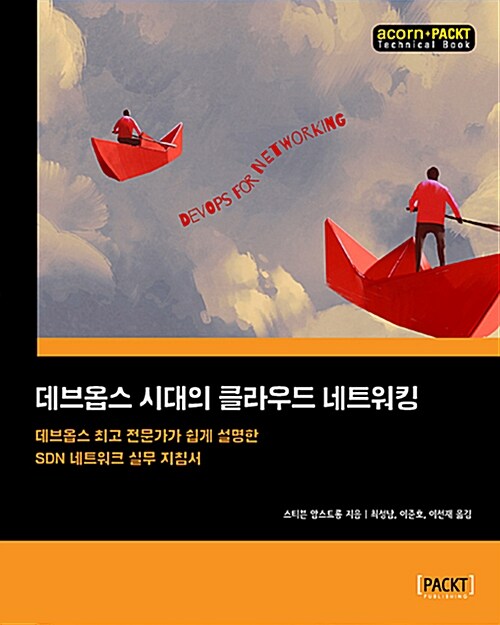 acorn+PACKT
Technical Book
DEVOPS FOR NETWORKING
데브옵스 시대의 클라우드 네트워킹
데브옵스 최고 전문가가 쉽게 설명한
SDN 네트워크 실무 지침서
스티븐 암스트롱 지음 | 최성남, 이준호, 이선재 옮김
[PACKT]
PUBLISHING